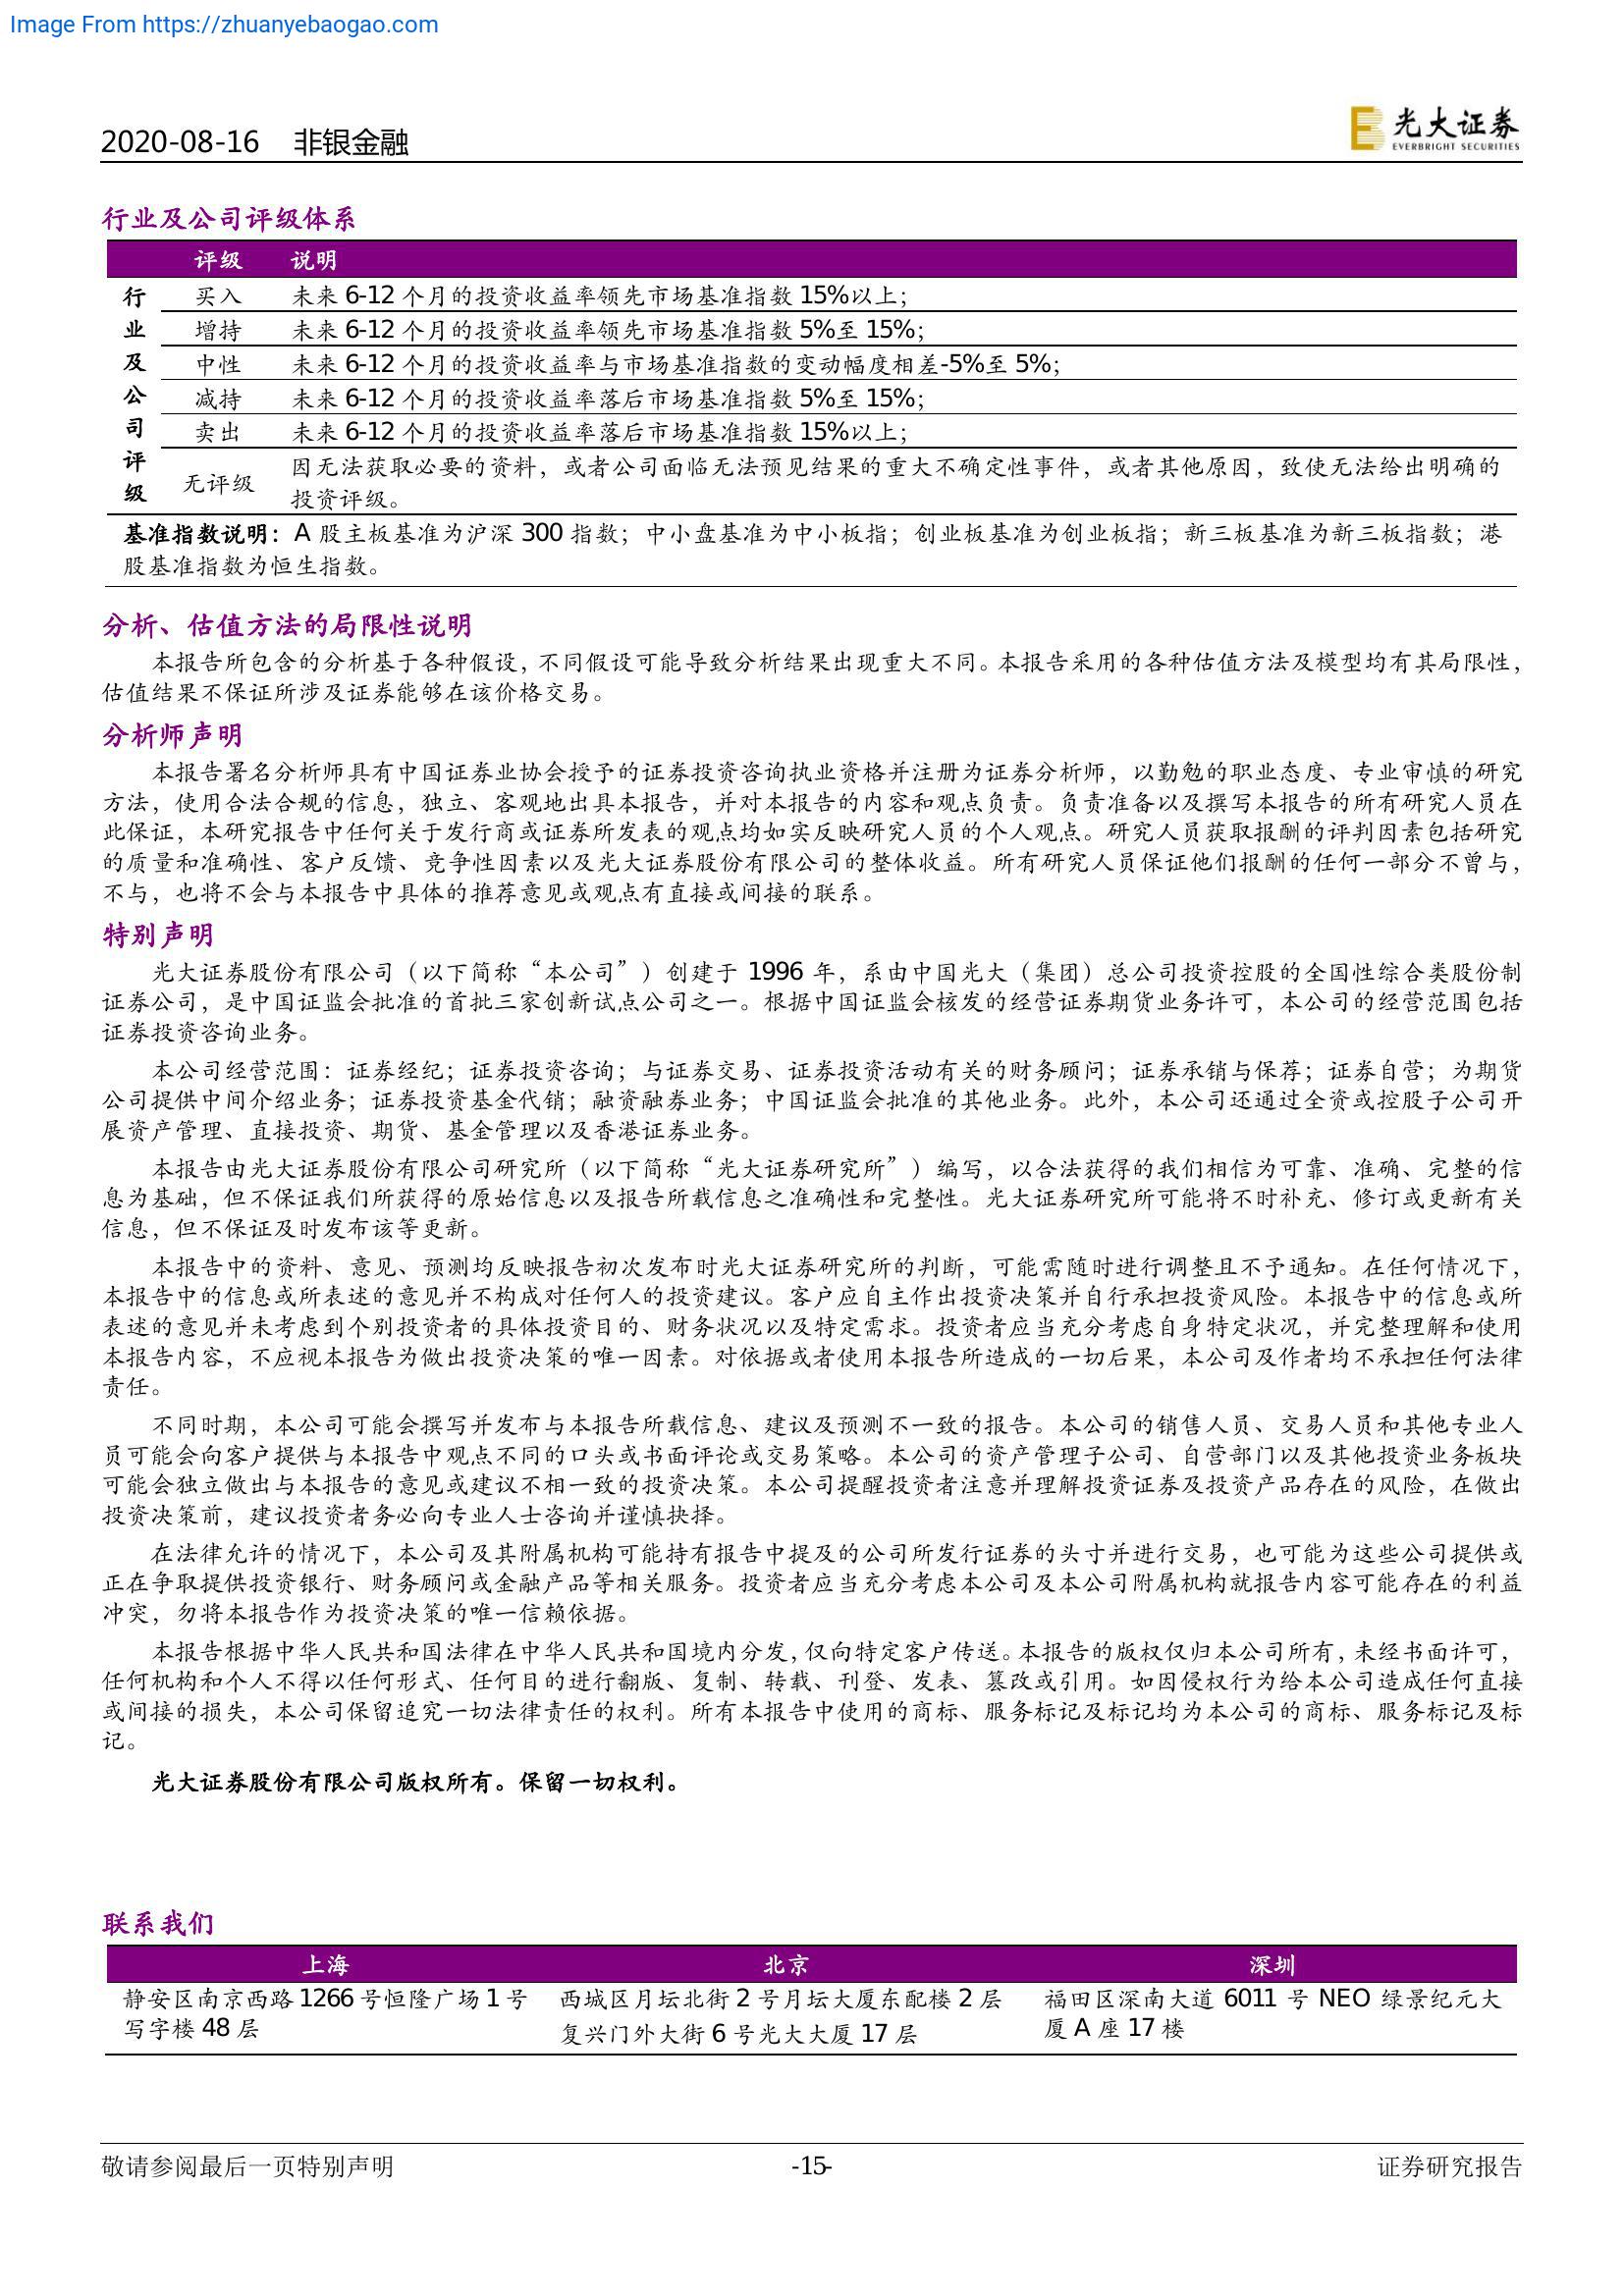 Image From https://zhuanyebaogao.com
2020-08-16 非银金融
光大证券
EVERBRIGHT SECURITIES
行业及公司评级体系
评级 说明
行业及公司评级
买入 未来 6-12 个月的投资收益率领先市场基准指数 15%以上；
增持 未来 6-12 个月的投资收益率领先市场基准指数 5%至 15%；
中性 未来 6-12 个月的投资收益率与市场基准指数的变动幅度相差-5%至 5%；
减持 未来 6-12 个月的投资收益率落后市场基准指数 5%至 15%；
卖出 未来 6-12 个月的投资收益率落后市场基准指数 15%以上；
无评级 因无法获取必要的资料，或者公司面临无法预见结果的重大不确定性事件，或者其他原因，致使无法给出明确的
投资评级。
基准指数说明：A 股主板基准为沪深 300 指数；中小盘基准为中小板指；创业板基准为创业板指；新三板基准为新三板指数；港
股基准指数为恒生指数。
分析、估值方法的局限性说明
本报告所包含的分析基于各种假设，不同假设可能导致分析结果出现重大不同。本报告采用的各种估值方法及模型均有其局限性，
估值结果不保证所涉及证券能够在该价格交易。
分析师声明
本报告署名分析师具有中国证券业协会授予的证券投资咨询执业资格并注册为证券分析师，以勤勉的职业态度、专业审慎的研究
方法，使用合法合规的信息，独立、客观地出具本报告，并对本报告的内容和观点负责。负责准备以及撰写本报告的所有研究人员在
此保证，本研究报告中任何关于发行商或证券所发表的观点均如实反映研究人员的个人观点。研究人员获取报酬的评判因素包括研究
的质量和准确性、客户反馈、竞争性因素以及光大证券股份有限公司的整体收益。所有研究人员保证他们报酬的任何一部分不曾与，
不与，也将不会与本报告中具体的推荐意见或观点有直接或间接的联系。
特别声明
光大证券股份有限公司（以下简称“本公司”）创建于 1996 年，系由中国光大（集团）总公司投资控股的全国性综合类股份制
证券公司，是中国证监会批准的首批三家创新试点公司之一。根据中国证监会核发的经营证券期货业务许可，本公司的经营范围包括
证券投资咨询业务。
本公司经营范围：证券经纪；证券投资咨询；与证券交易、证券投资活动有关的财务顾问；证券承销与保荐；证券自营；为期货
公司提供中间介绍业务；证券投资基金代销；融资融券业务；中国证监会批准的其他业务。此外，本公司还通过全资或控股子公司开
展资产管理、直接投资、期货、基金管理以及香港证券业务。
本报告由光大证券股份有限公司研究所（以下简称“光大证券研究所”）编写，以合法获得的我们相信为可靠、准确、完整的信
息为基础，但不保证我们所获得的原始信息以及报告所载信息之准确性和完整性。光大证券研究所可能将不时补充、修订或更新有关
信息，但不保证及时发布该等更新。
本报告中的资料、意见、预测均反映报告初次发布时光大证券研究所的判断，可能需随时进行调整且不予通知。在任何情况下，
本报告中的信息或所表述的意见并不构成对任何人的投资建议。客户应自主作出投资决策并自行承担投资风险。本报告中的信息或所
表述的意见并未考虑到个别投资者的具体投资目的、财务状况以及特定需求。投资者应当充分考虑自身特定状况，并完整理解和使用
本报告内容，不应视本报告为做出投资决策的唯一因素。对依据或者使用本报告所造成的一切后果，本公司及作者均不承担任何法律
责任。
不同时期，本公司可能会撰写并发布与本报告所载信息、建议及预测不一致的报告。本公司的销售人员、交易人员和其他专业人
员可能会向客户提供与本报告中观点不同的口头或书面评论或交易策略。本公司的资产管理子公司、自营部门以及其他投资业务板块
可能会独立做出与本报告的意见或建议不相一致的投资决策。本公司提醒投资者注意并理解投资证券及投资产品存在的风险，在做出
投资决策前，建议投资者务必向专业人士咨询并谨慎抉择。
在法律允许的情况下，本公司及其附属机构可能持有报告中提及的公司所发行证券的头寸并进行交易，也可能为这些公司提供或
正在争取提供投资银行、财务顾问或金融产品等相关服务。投资者应当充分考虑本公司及本公司附属机构就报告内容可能存在的利益
冲突，勿将本报告作为投资决策的唯一信赖依据。
本报告根据中华人民共和国法律在中华人民共和国境内分发，仅向特定客户传送。本报告的版权仅归本公司所有，未经书面许可，
任何机构和个人不得以任何形式、任何目的进行翻版、复制、转载、刊登、发表、篡改或引用。如因侵权行为给本公司造成任何直接
或间接的损失，本公司保留追究一切法律责任的权利。所有本报告中使用的商标、服务标记及标记均为本公司的商标、服务标记及标
记。
光大证券股份有限公司版权所有。保留一切权利。
联系我们
上海 北京 深圳
静安区南京西路 1266 号恒隆广场 1 号 西城区月坛北街 2 号月坛大厦东配楼 2 层 福田区深南大道 6011 号 NEO 绿景纪元大
写字楼 48 层 复兴门外大街 6 号光大大厦 17 层 厦 A 座 17 楼
敬请参阅最后一页特别声明 -15- 证券研究报告